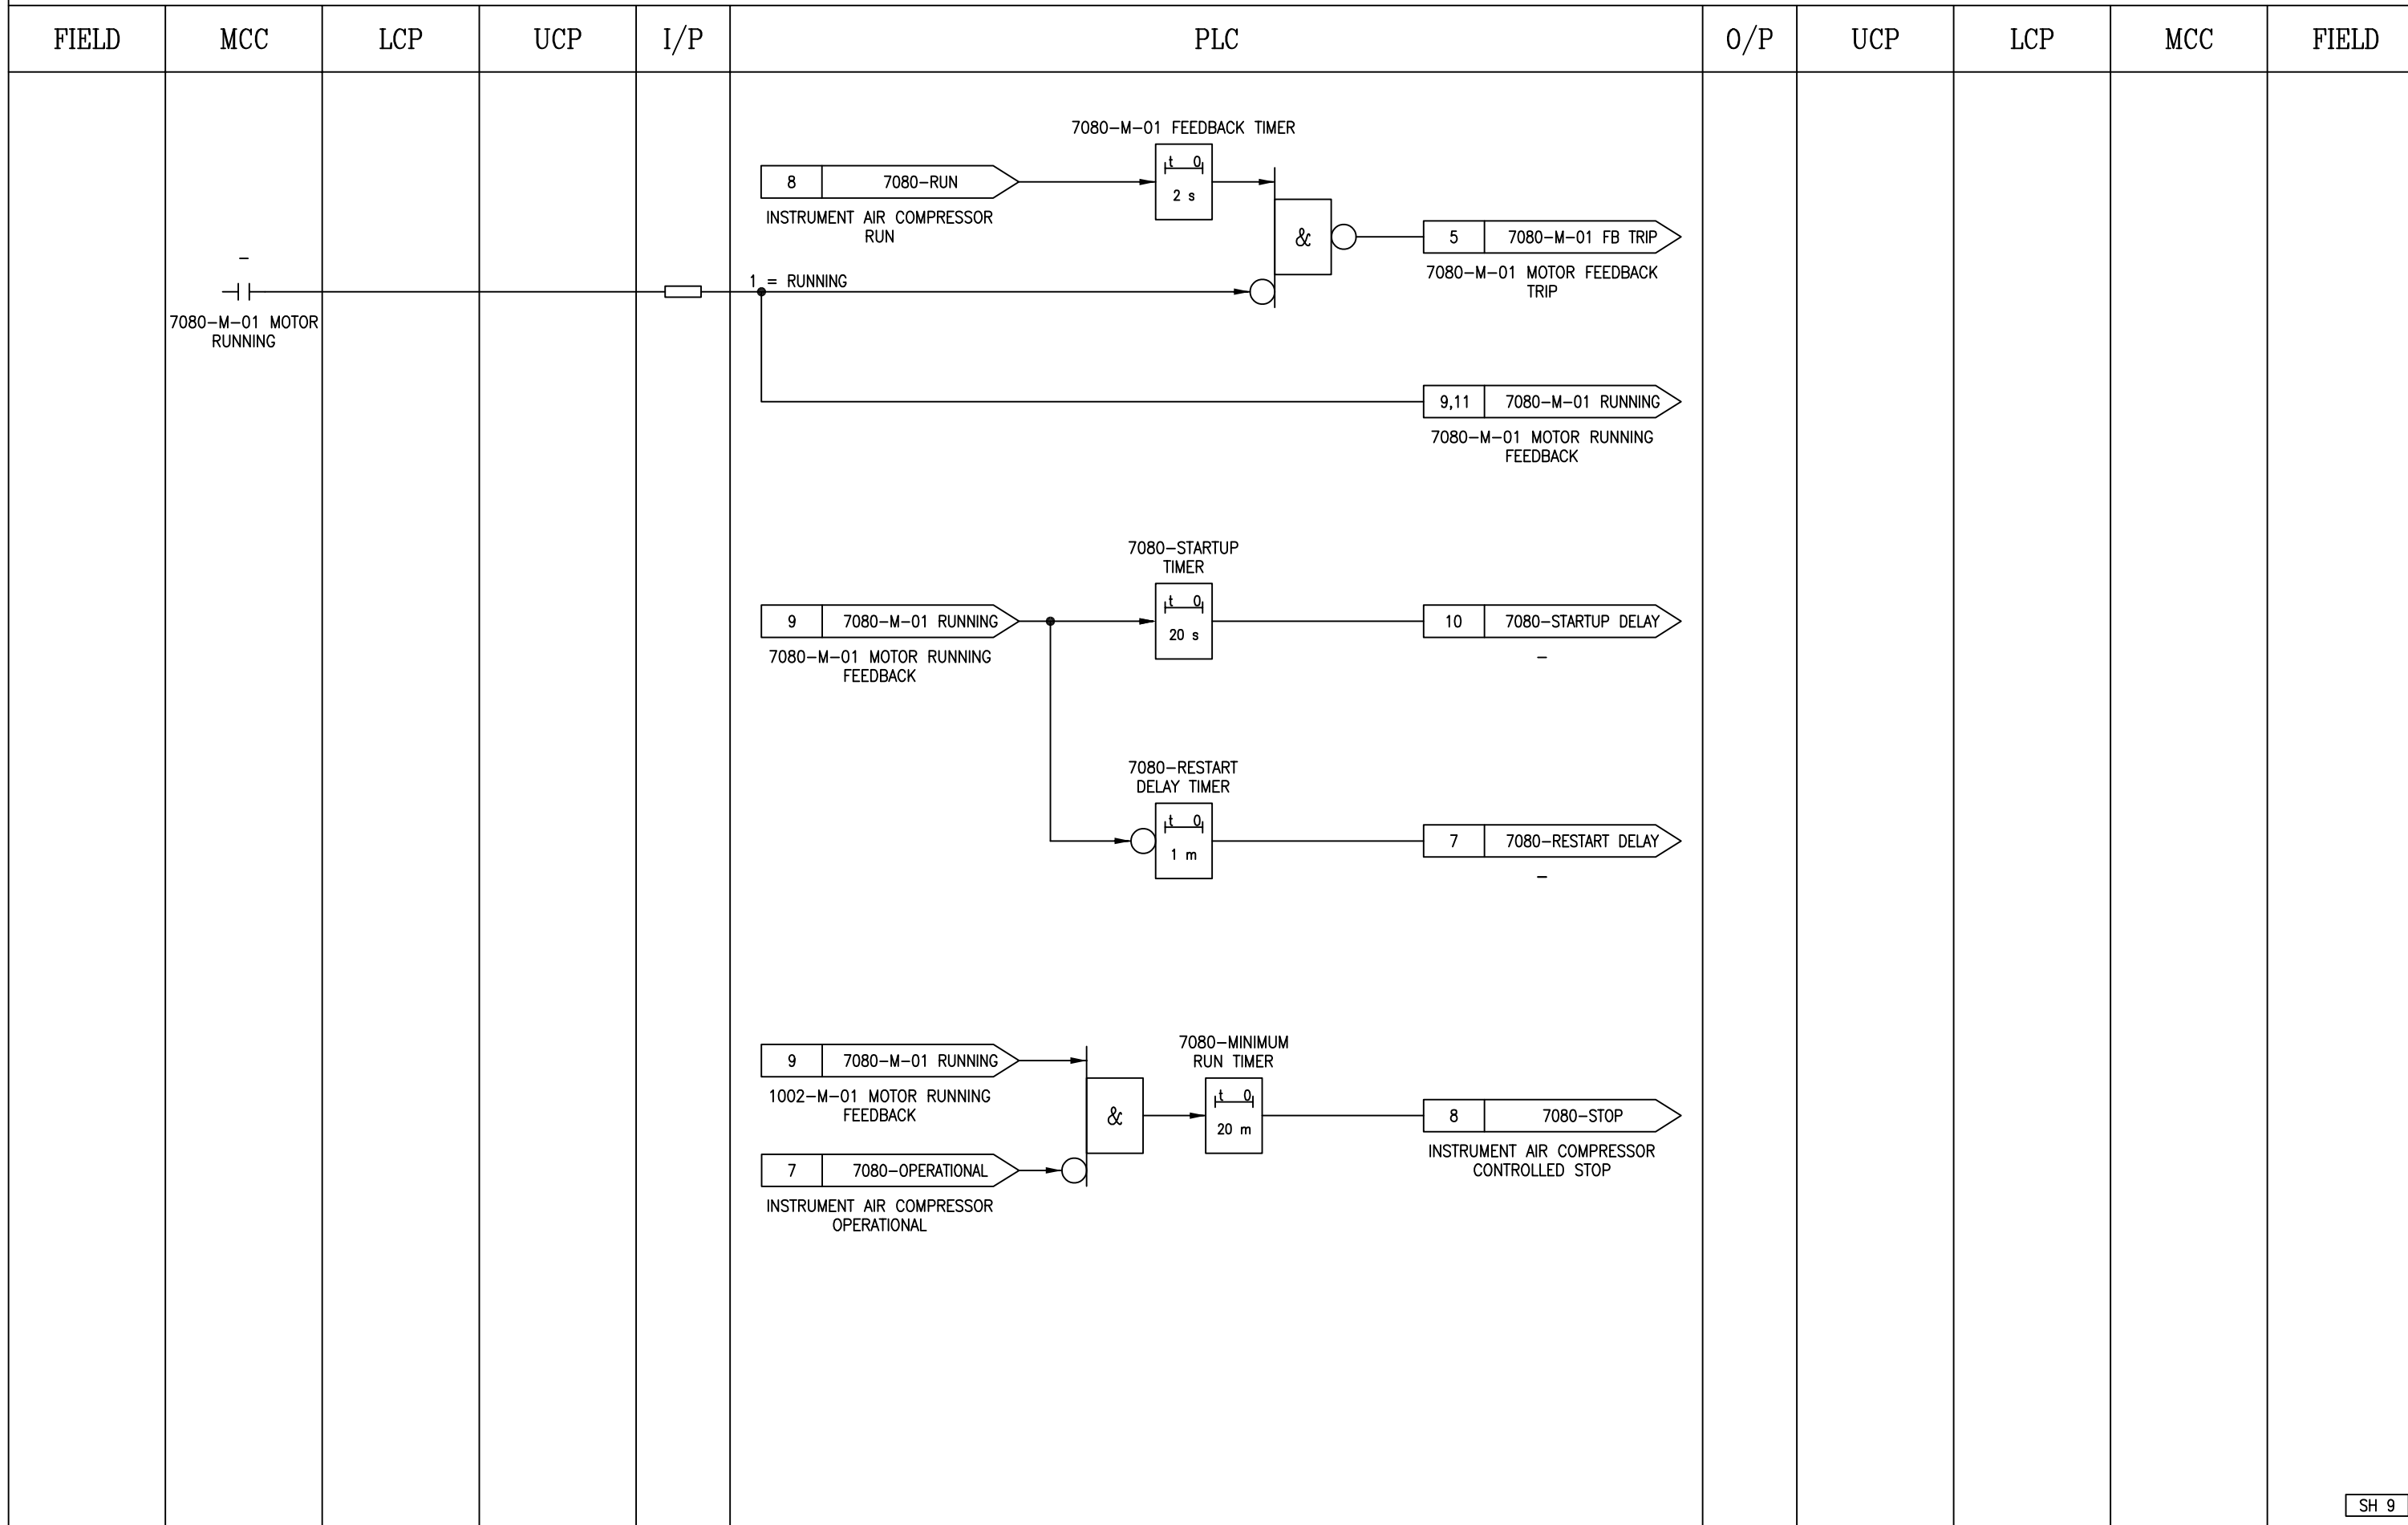 FIELD
MCC
LCP
UCP
I/P
PLC
O/P
UCP
LCP
MCC
FIELD
7080-M-01 FEEDBACK TIMER
t 0
2 s
8 7080-RUN
INSTRUMENT AIR COMPRESSOR
RUN
&
5 7080-M-01 FB TRIP
7080-M-01 MOTOR FEEDBACK
TRIP
-
7080-M-01 MOTOR
RUNNING
1 = RUNNING
9,11 7080-M-01 RUNNING
7080-M-01 MOTOR RUNNING
FEEDBACK
7080-STARTUP
TIMER
t 0
20 s
9 7080-M-01 RUNNING
7080-M-01 MOTOR RUNNING
FEEDBACK
10 7080-STARTUP DELAY
-
7080-RESTART
DELAY TIMER
t 0
1 m
7 7080-RESTART DELAY
-
9 7080-M-01 RUNNING
1002-M-01 MOTOR RUNNING
FEEDBACK
7 7080-OPERATIONAL
INSTRUMENT AIR COMPRESSOR
OPERATIONAL
&
7080-MINIMUM
RUN TIMER
t 0
20 m
8 7080-STOP
INSTRUMENT AIR COMPRESSOR
CONTROLLED STOP
SH 9